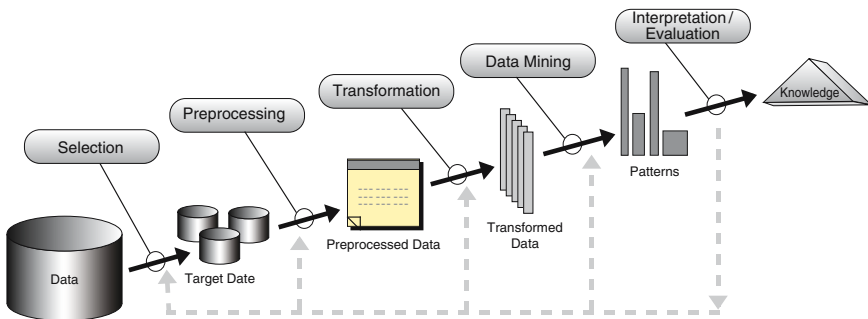 Interpretation /
Evaluation
Data Mining
Transformation
Preprocessing
Selection
Knowledge
Patterns
Transformed
Data
Preprocessed Data
Target Date
Data